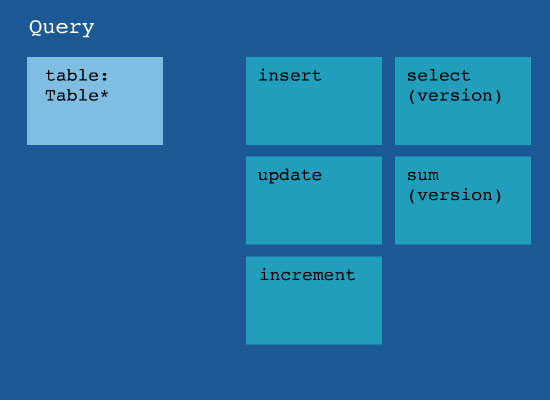 Query
table:
Table*
insert
select
(version)
update
sum
(version)
increment